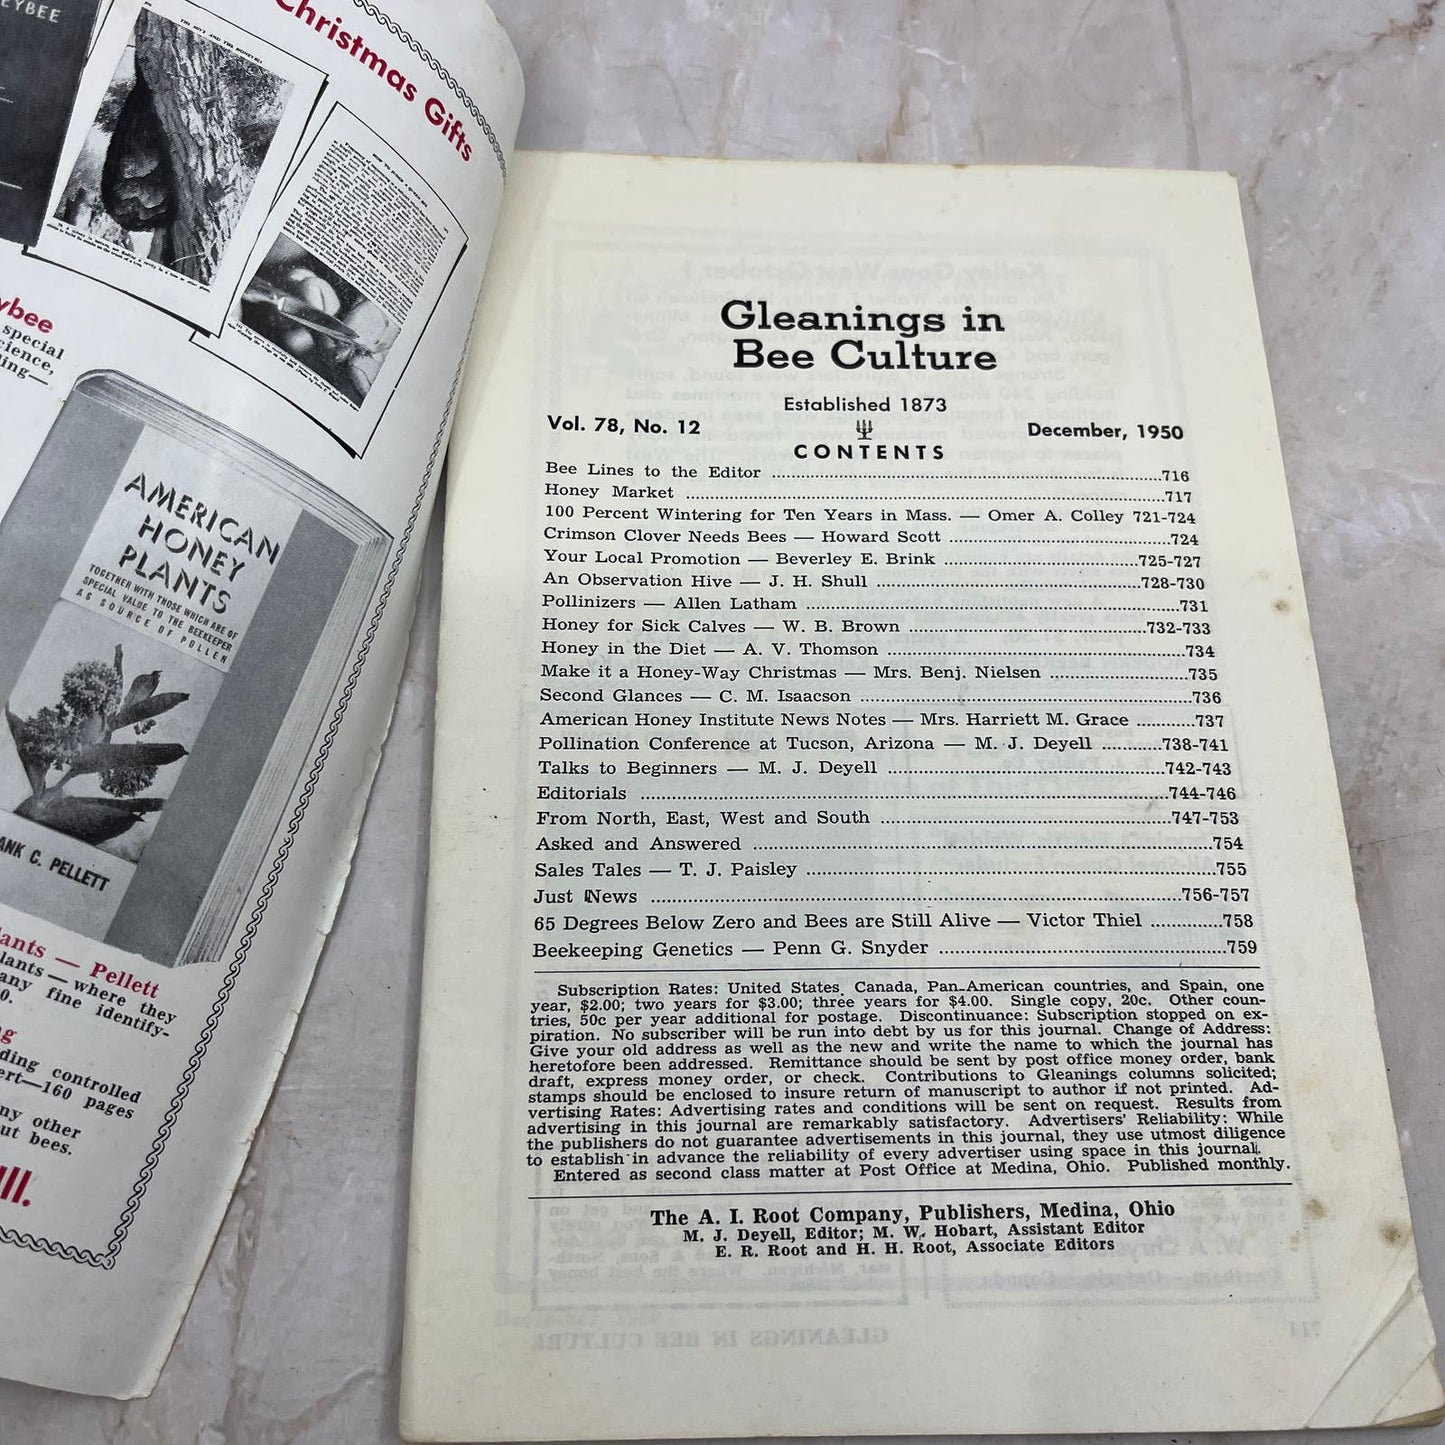 EYBEE
THE HIVE AND THE HONEYBEE
Christmas Gifts
ybee
special
cience,
ing—
AMERICAN
HONEY
PLANTS
TOGETHER WITH THOSE WHICH ARE OF
SPECIAL VALUE TO THE BEEKEEPER
AS SOURCE OF POLLEN
ANK C. PELLETT
lants — Pellett
lants—where they
any fine identify-
0.
ng
ding controlled
ert—160 pages
ny other
ut bees.
ll.
Gleanings in
Bee Culture
Established 1873
Vol. 78, No. 12
December, 1950
CONTENTS
Bee Lines to the Editor ........716
Honey Market ........717
100 Percent Wintering for Ten Years in Mass. — Omer A. Colley 721-724
Crimson Clover Needs Bees — Howard Scott ........724
Your Local Promotion — Beverley E. Brink ........725-727
An Observation Hive — J. H. Shull ........728-730
Pollinizers — Allen Latham ........731
Honey for Sick Calves — W. B. Brown ........732-733
Honey in the Diet — A. V. Thomson ........734
Make it a Honey-Way Christmas — Mrs. Benj. Nielsen ........735
Second Glances — C. M. Isaacson ........736
American Honey Institute News Notes — Mrs. Harriett M. Grace ........737
Pollination Conference at Tucson, Arizona — M. J. Deyell ........738-741
Talks to Beginners — M. J. Deyell ........742-743
Editorials ........744-746
From North, East, West and South ........747-753
Asked and Answered ........754
Sales Tales — T. J. Paisley ........755
Just News ........756-757
65 Degrees Below Zero and Bees are Still Alive — Victor Thiel ........758
Beekeeping Genetics — Penn G. Snyder ........759
Subscription Rates: United States, Canada, Pan-American countries, and Spain, one
year, $2.00; two years for $3.00; three years for $4.00. Single copy, 20c. Other coun-
tries, 50c per year additional for postage. Discontinuance: Subscription stopped on ex-
piration. No subscriber will be run into debt by us for this journal. Change of Address:
Give your old address as well as the new and write the name to which the journal has
heretofore been addressed. Remittance should be sent by post office money order, bank
draft, express money order, or check. Contributions to Gleanings columns solicited;
stamps should be enclosed to insure return of manuscript to author if not printed. Ad-
vertising Rates: Advertising rates and conditions will be sent on request. Results from
advertising in this journal are remarkably satisfactory. Advertisers' Reliability: While
the publishers do not guarantee advertisements in this journal, they use utmost diligence
to establish in advance the reliability of every advertiser using space in this journal.
Entered as second class matter at Post Office at Medina, Ohio. Published monthly.
The A. I. Root Company, Publishers, Medina, Ohio
M. J. Deyell, Editor; M. W. Hobart, Assistant Editor
E. R. Root and H. H. Root, Associate Editors